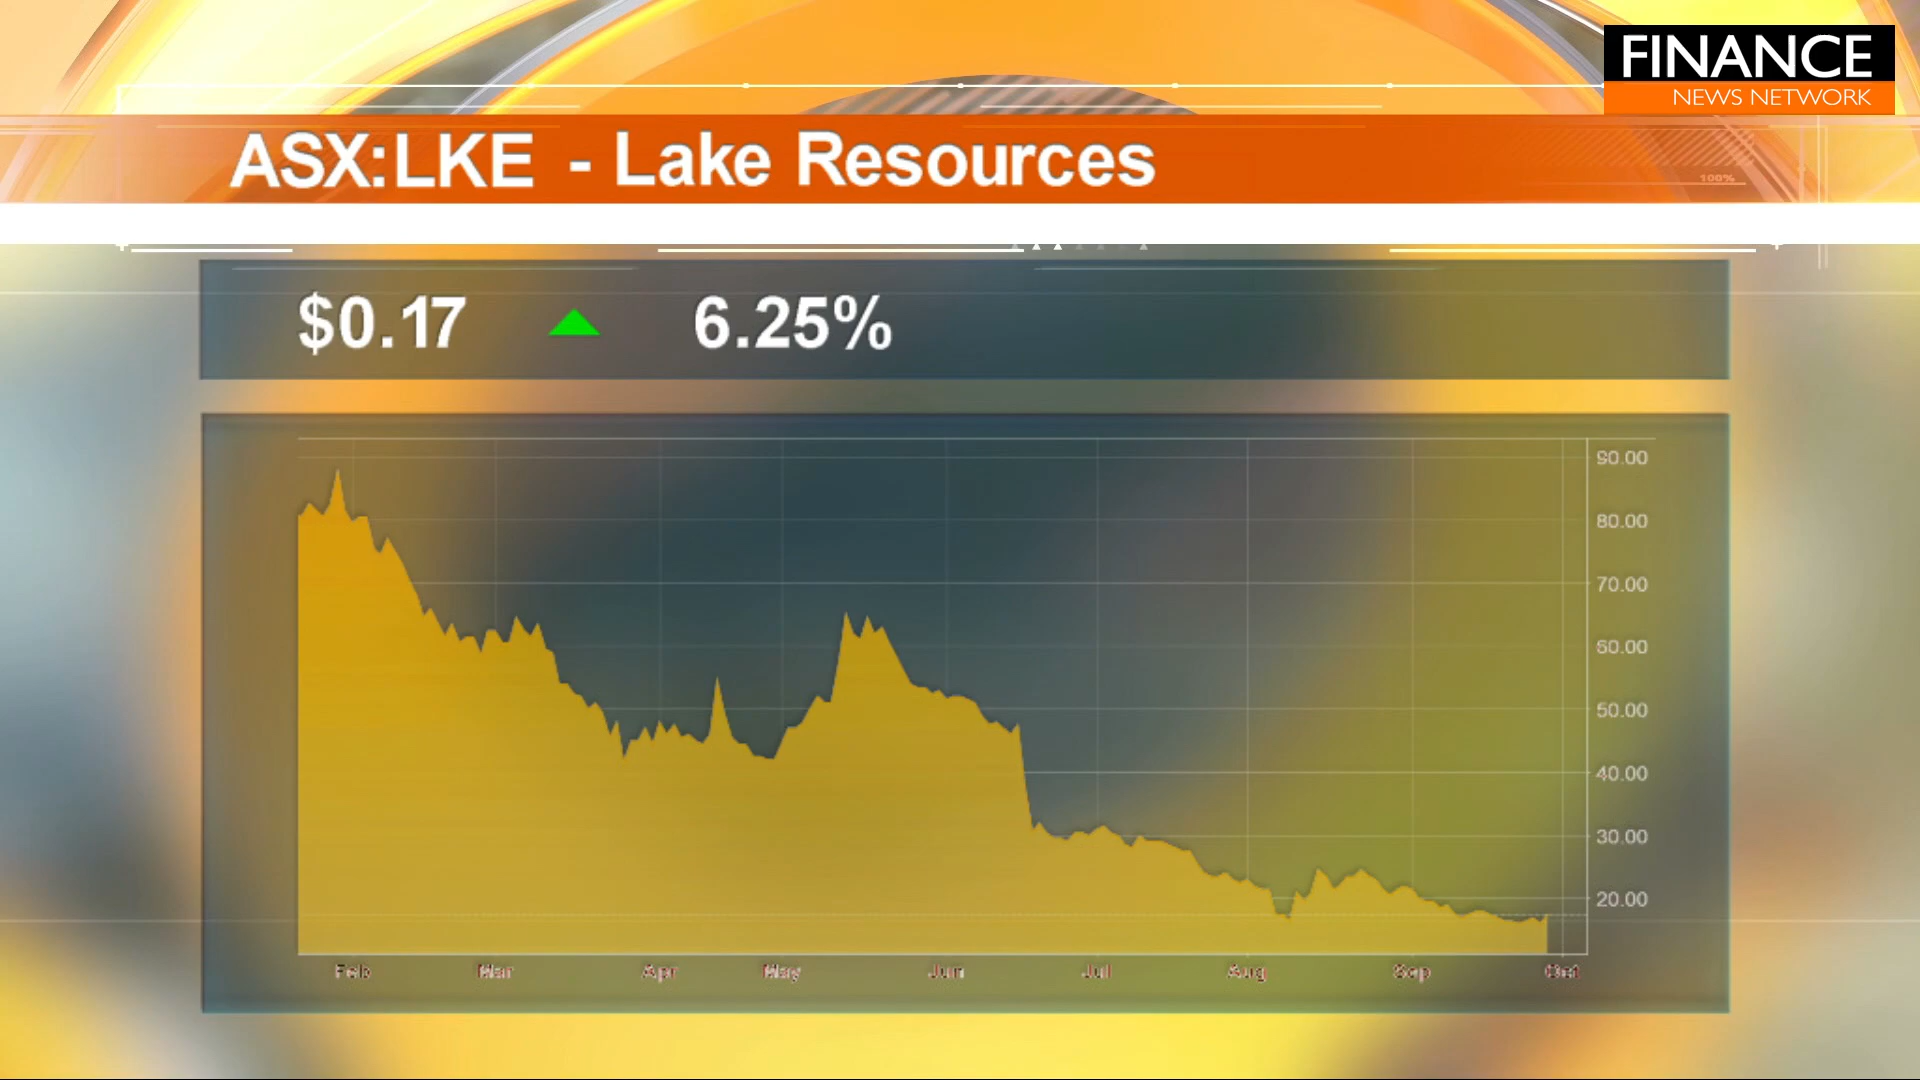 FINANCE
NEWS NETWORK
ASX:LKE - Lake Resources
100%
$0.17 6.25%
90.00
80.00
70.00
60.00
50.00
40.00
30.00
20.00
Feb Mar Apr May Jun Jul Aug Sep Oct